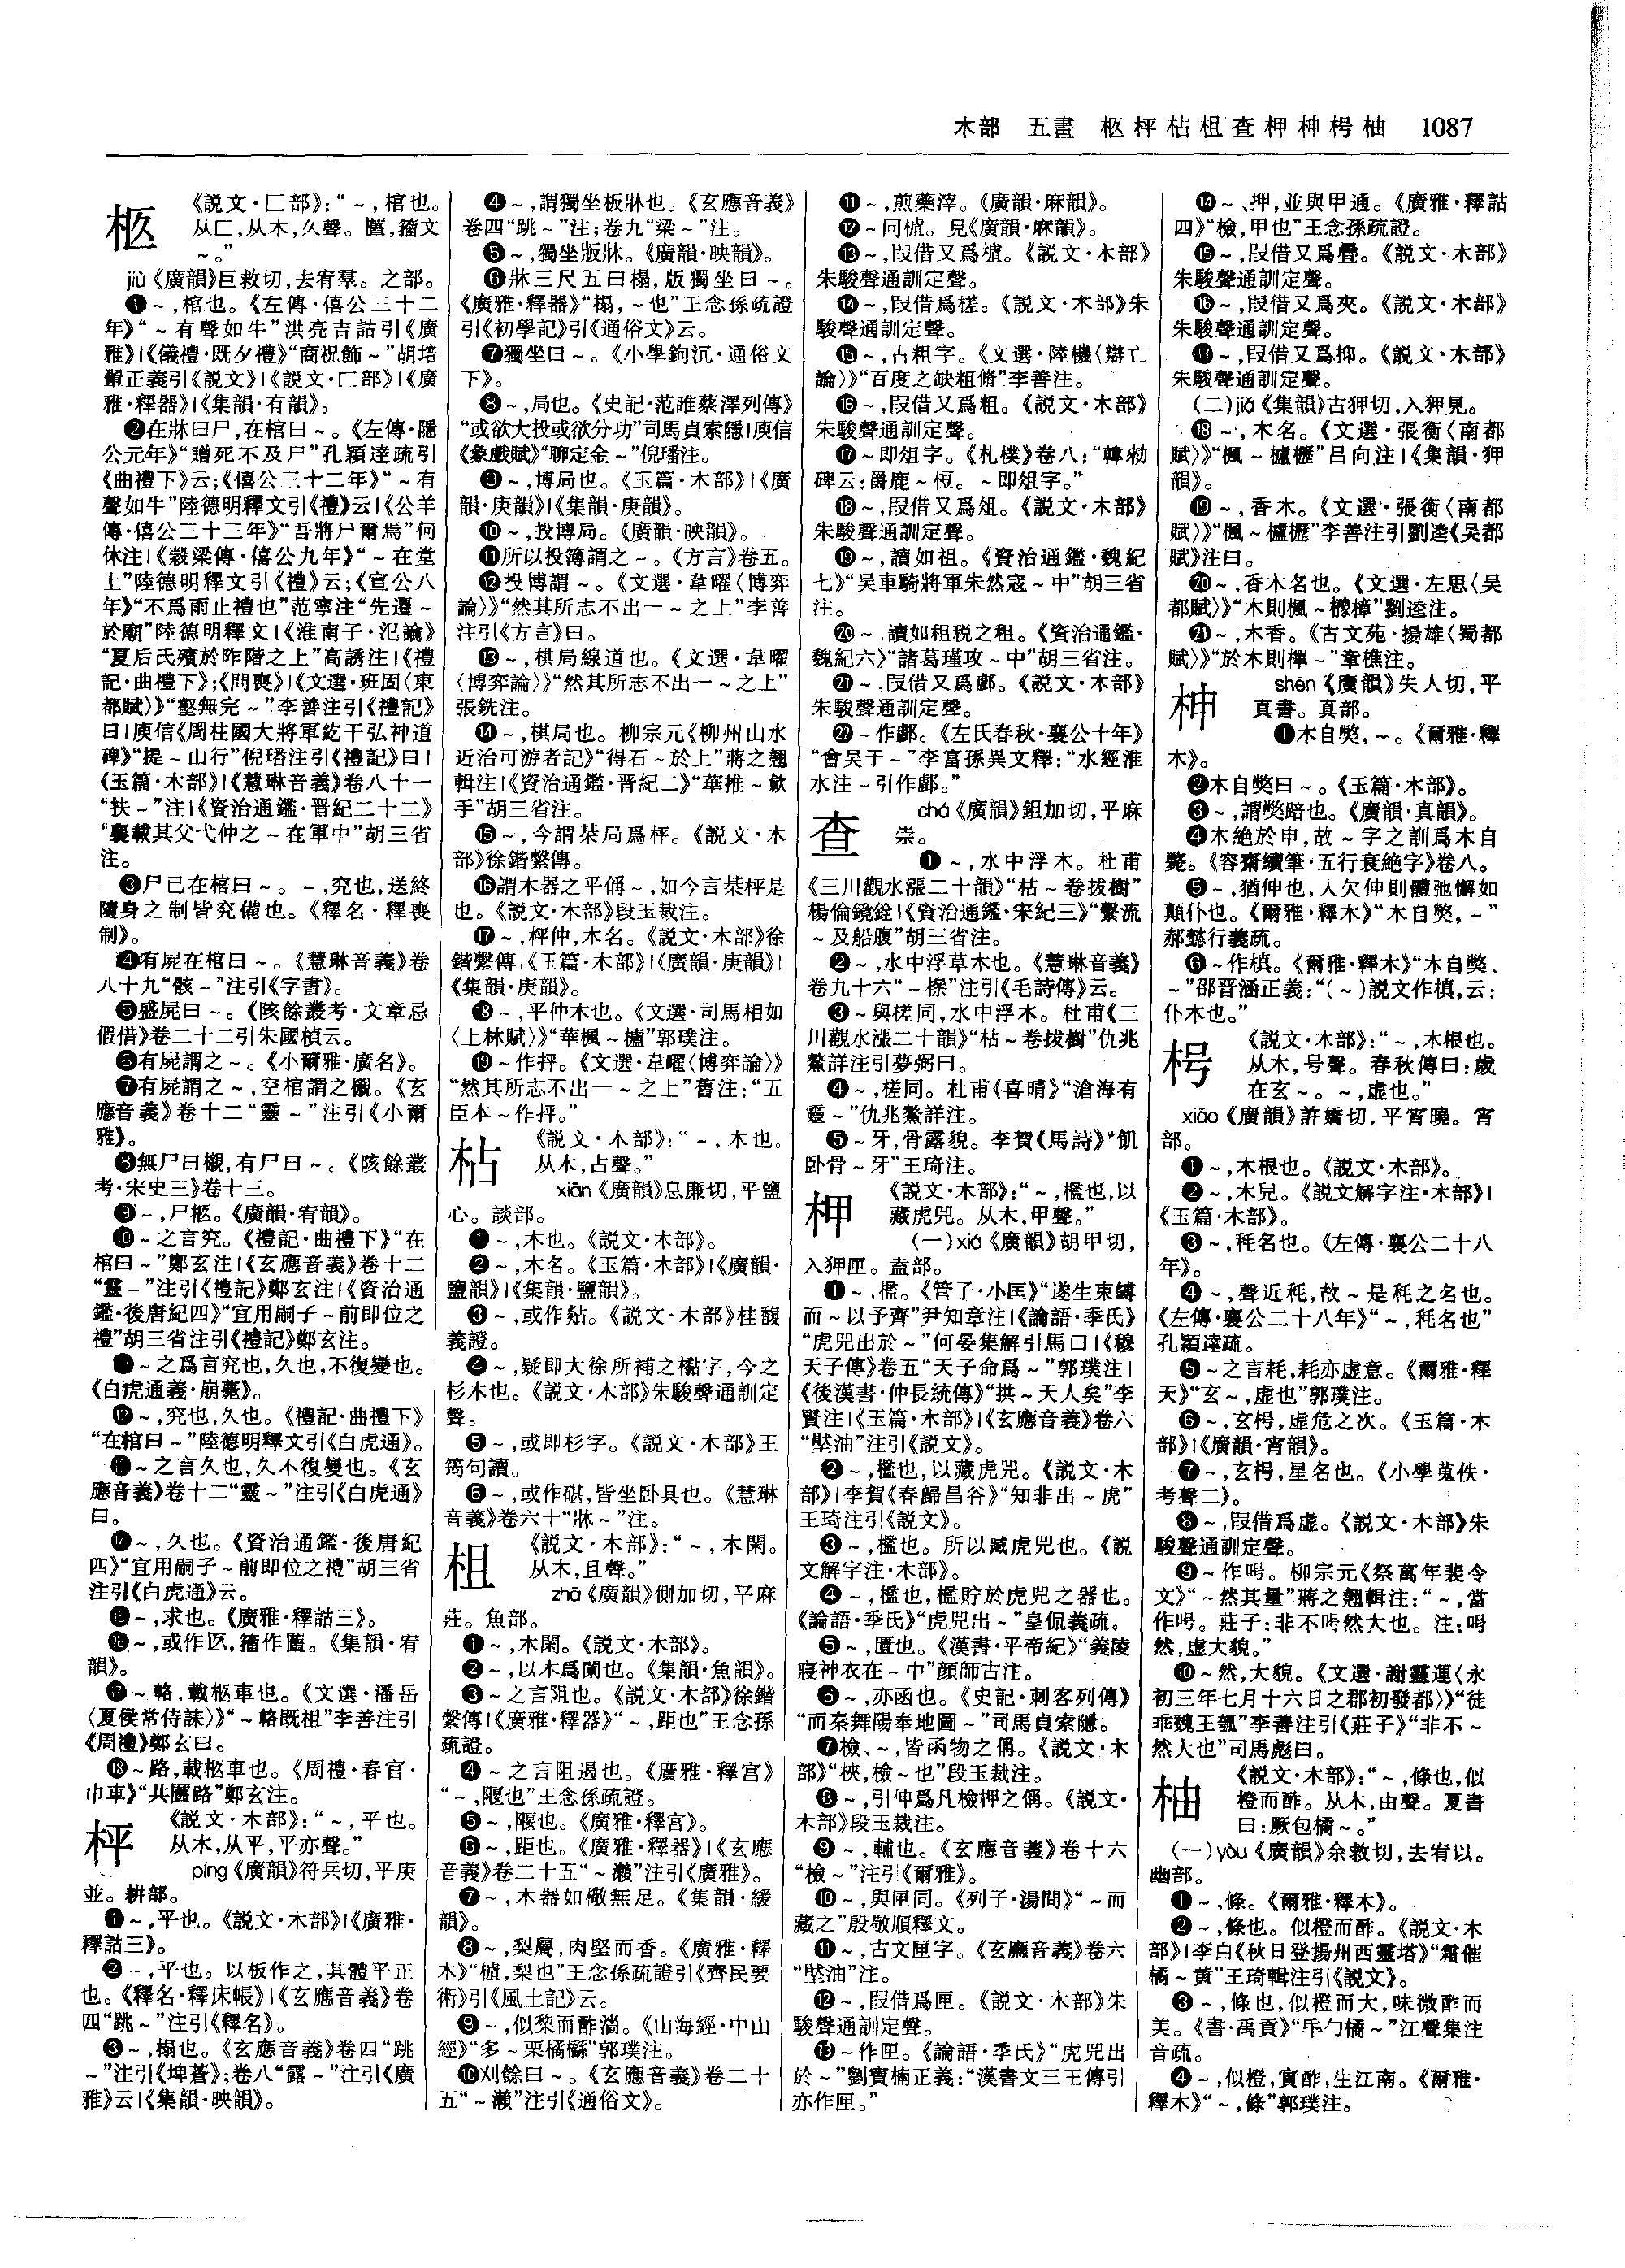 木部　五畫　柩枰枯柤查柙柛枵柚　1087
柩
《説文·匚部》：“～，棺也。
从匚，从木，久聲。匶，籀文
～。”
jiù《廣韻》巨救切，去宥羣。之部。
❶～，棺也。《左傳·僖公三十二
年》“～有聲如牛”洪亮吉詁引《廣
雅》|《儀禮·既夕禮》“商祝飾～”胡培
翬正義引《説文》|《説文·匚部》|《廣
雅·釋器》|《集韻·有韻》。
❷在牀曰尸，在棺曰～。《左傳·隱
公元年》“贈死不及尸”孔穎達疏引
《曲禮下》云；《僖公三十二年》“～有
聲如牛”陸德明釋文引《禮》云|《公羊
傳·僖公三十三年》“吾將尸爾焉”何
休注|《穀梁傳·僖公九年》“～在堂
上”陸德明釋文引《禮》云；《宣公八
年》“不爲雨止禮也”范寧注“先遷～
於廟”陸德明釋文|《淮南子·氾論》
“夏后氏殯於阼階之上”高誘注|《禮
記·曲禮下》；《問喪》|《文選·班固〈東
都賦〉》“壑無完～”李善注引《禮記》
曰|庾信《周柱國大將軍紇干弘神道
碑》“提～山行”倪璠注引《禮記》曰|
《玉篇·木部》|《慧琳音義》卷八十一
“扶～”注|《資治通鑑·晉紀二十二》
“襄載其父弋仲之～在軍中”胡三省
注。
❸尸已在棺曰～。～，究也，送終
隨身之制皆究備也。《釋名·釋喪
制》。
❹有屍在棺曰～。《慧琳音義》卷
八十九“骸～”注引《字書》。
❺盛屍曰～。《陔餘叢考·文章忌
假借》卷二十二引朱國楨云。
❻有屍謂之～。《小爾雅·廣名》。
❼有屍謂之～，空棺謂之櫬。《玄
應音義》卷十二“靈～”注引《小爾
雅》。
❽無尸曰櫬，有尸曰～。《陔餘叢
考·宋史三》卷十三。
❾～，尸柩。《廣韻·宥韻》。
❿～之言究。《禮記·曲禮下》“在
棺曰～”鄭玄注|《玄應音義》卷十二
“靈～”注引《禮記》鄭玄注|《資治通
鑑·後唐紀四》“宜用嗣子～前即位之
禮”胡三省注引《禮記》鄭玄注。
⓫～之爲言究也，久也，不復變也。
《白虎通義·崩薨》。
⓬～，究也，久也。《禮記·曲禮下》
“在棺曰～”陸德明釋文引《白虎通》。
⓭～之言久也，久不復變也。《玄
應音義》卷十二“靈～”注引《白虎通》
曰。
⓮～，久也。《資治通鑑·後唐紀
四》“宜用嗣子～前即位之禮”胡三省
注引《白虎通》云。
⓯～，求也。《廣雅·釋詁三》。
⓰～，或作匛，籀作匶。《集韻·宥
韻》。
⓱～輅，載柩車也。《文選·潘岳
〈夏侯常侍誄〉》“～輅既祖”李善注引
《周禮》鄭玄曰。
⓲～路，載柩車也。《周禮·春官·
巾車》“共匶路”鄭玄注。
枰
《説文·木部》：“～，平也。
从木，从平，平亦聲。”
píng《廣韻》符兵切，平庚
並。耕部。
❶～，平也。《説文·木部》|《廣雅·
釋詁三》。
❷～，平也。以板作之，其體平正
也。《釋名·釋床帳》|《玄應音義》卷
四“跳～”注引《釋名》。
❸～，榻也。《玄應音義》卷四“跳
～”注引《埤蒼》；卷八“露～”注引《廣
雅》云|《集韻·映韻》。
❹～，謂獨坐板牀也。《玄應音義》
卷四“跳～”注；卷九“梁～”注。
❺～，獨坐版牀。《廣韻·映韻》。
❻牀三尺五曰榻，版獨坐曰～。
《廣雅·釋器》“榻，～也”王念孫疏證
引《初學記》引《通俗文》云。
❼獨坐曰～。《小學鉤沉·通俗文
下》。
❽～，局也。《史記·范雎蔡澤列傳》
“或欲大投或欲分功”司馬貞索隱|庾信
《象戲賦》“聊定金～”倪璠注。
❾～，博局也。《玉篇·木部》|《廣
韻·庚韻》|《集韻·庚韻》。
❿～，投博局。《廣韻·映韻》。
⓫所以投簙謂之～。《方言》卷五。
⓬投博謂～。《文選·韋曜〈博弈
論〉》“然其所志不出一～之上”李善
注引《方言》曰。
⓭～，棋局線道也。《文選·韋曜
〈博弈論〉》“然其所志不出一～之上”
張銑注。
⓮～，棋局也。柳宗元《柳州山水
近治可游者記》“得石～於上”蔣之翹
輯注|《資治通鑑·晉紀二》“華推～斂
手”胡三省注。
⓯～，今謂棊局爲枰。《説文·木
部》徐鍇繫傳。
⓰謂木器之平偁～，如今言棊枰是
也。《説文·木部》段玉裁注。
⓱～，枰仲，木名。《説文·木部》徐
鍇繫傳|《玉篇·木部》|《廣韻·庚韻》|
《集韻·庚韻》。
⓲～，平仲木也。《文選·司馬相如
〈上林賦〉》“華楓～櫨”郭璞注。
⓳～作抨。《文選·韋曜〈博弈論〉》
“然其所志不出一～之上”舊注：“五
臣本～作抨。”
枮
《説文·木部》：“～，木也。
从木，占聲。”
xiān《廣韻》息廉切，平鹽
心。談部。
❶～，木也。《説文·木部》。
❷～，木名。《玉篇·木部》|《廣韻·
鹽韻》|《集韻·鹽韻》。
❸～，或作㮇。《説文·木部》桂馥
義證。
❹～，疑即大徐所補之櫼字，今之
杉木也。《説文·木部》朱駿聲通訓定
聲。
❺～，或即杉字。《説文·木部》王
筠句讀。
❻～，或作碪，皆坐卧具也。《慧琳
音義》卷六十“牀～”注。
柤
《説文·木部》：“～，木閑。
从木，且聲。”
zhā《廣韻》側加切，平麻
莊。魚部。
❶～，木閑。《説文·木部》。
❷～，以木爲闌也。《集韻·魚韻》。
❸～之言阻也。《説文·木部》徐鍇
繫傳|《廣雅·釋器》“～，距也”王念孫
疏證。
❹～之言阻遏也。《廣雅·釋宫》
“～，隁也”王念孫疏證。
❺～，隁也。《廣雅·釋宫》。
❻～，距也。《廣雅·釋器》|《玄應
音義》卷二十五“～瀨”注引《廣雅》。
❼～，木器如橔無足。《集韻·緩
韻》。
❽～，梨屬，肉堅而香。《廣雅·釋
木》“樝，梨也”王念孫疏證引《齊民要
術》引《風土記》云。
❾～，似棃而酢濇。《山海經·中山
經》“多～栗橘櫾”郭璞注。
❿刈餘曰～。《玄應音義》卷二十
五“～瀨”注引《通俗文》。
⓫～，煎藥滓。《廣韻·麻韻》。
⓬～同樝。見《廣韻·麻韻》。
⓭～，叚借又爲樝。《説文·木部》
朱駿聲通訓定聲。
⓮～，叚借爲槎。《説文·木部》朱
駿聲通訓定聲。
⓯～，古粗字。《文選·陸機〈辯亡
論〉》“百度之缺粗脩”李善注。
⓰～，叚借又爲粗。《説文·木部》
朱駿聲通訓定聲。
⓱～即俎字。《札樸》卷八：“韓勑
碑云：爵鹿～梪。～即俎字。”
⓲～，叚借又爲俎。《説文·木部》
朱駿聲通訓定聲。
⓳～，讀如祖。《資治通鑑·魏紀
七》“吴車騎將軍朱然寇～中”胡三省
注。
⓴～，讀如租税之租。《資治通鑑·
魏紀六》“諸葛瑾攻～中”胡三省注。
㉑～，叚借又爲鄌。《説文·木部》
朱駿聲通訓定聲。
㉒～作鄌。《左氏春秋·襄公十年》
“會吴于～”李富孫異文釋：“水經淮
水注～引作鄌。”
查
chá《廣韻》鉏加切，平麻
崇。
❶～，水中浮木。杜甫
《三川觀水漲二十韻》“枯～卷拔樹”
楊倫鏡銓|《資治通鑑·宋紀三》“繫流
～及船腹”胡三省注。
❷～，水中浮草木也。《慧琳音義》
卷九十六“～㮈”注引《毛詩傳》云。
❸～與槎同，水中浮木。杜甫《三
川觀水漲二十韻》“枯～卷拔樹”仇兆
鰲詳注引夢弼曰。
❹～，槎同。杜甫《喜晴》“滄海有
靈～”仇兆鰲詳注。
❺～牙，骨露貌。李賀《馬詩》“飢
卧骨～牙”王琦注。
柙
《説文·木部》：“～，檻也，以
藏虎兕。从木，甲聲。”
（一）xiá《廣韻》胡甲切，
入狎匣。盍部。
❶～，檻。《管子·小匡》“遂生束縛
而～以予齊”尹知章注|《論語·季氏》
“虎兕出於～”何晏集解引馬曰|《穆
天子傳》卷五“天子命爲～”郭璞注|
《後漢書·仲長統傳》“拱～天人矣”李
賢注|《玉篇·木部》|《玄應音義》卷六
“㙠油”注引《説文》。
❷～，檻也，以藏虎兕。《説文·木
部》|李賀《春歸昌谷》“知非出～虎”
王琦注引《説文》。
❸～，檻也。所以臧虎兕也。《説
文解字注·木部》。
❹～，檻也，檻貯於虎兕之器也。
《論語·季氏》“虎兕出～”皇侃義疏。
❺～，匱也。《漢書·平帝紀》“義陵
寢神衣在～中”顏師古注。
❻～，亦函也。《史記·刺客列傳》
“而秦舞陽奉地圖～”司馬貞索隱。
❼檢、～，皆函物之偁。《説文·木
部》“梜，檢～也”段玉裁注。
❽～，引伸爲凡檢押之偁。《説文·
木部》段玉裁注。
❾～，輔也。《玄應音義》卷十六
“檢～”注引《爾雅》。
❿～，與匣同。《列子·湯問》“～而
藏之”殷敬順釋文。
⓫～，古文匣字。《玄應音義》卷六
“㙠油”注。
⓬～，叚借爲匣。《説文·木部》朱
駿聲通訓定聲。
⓭～作匣。《論語·季氏》“虎兕出
於～”劉寶楠正義：“漢書文三王傳引
亦作匣。”
⓮～、押，並與甲通。《廣雅·釋詁
四》“檢，甲也”王念孫疏證。
⓯～，叚借又爲疊。《説文·木部》
朱駿聲通訓定聲。
⓰～，叚借又爲夾。《説文·木部》
朱駿聲通訓定聲。
⓱～，叚借又爲抑。《説文·木部》
朱駿聲通訓定聲。
（二）jiǎ《集韻》古狎切，入狎見。
⓲～，木名。《文選·張衡〈南都
賦〉》“楓～櫨櫪”吕向注|《集韻·狎
韻》。
⓳～，香木。《文選·張衡〈南都
賦〉》“楓～櫨櫪”李善注引劉逵《吴都
賦》注曰。
⓴～，香木名也。《文選·左思〈吴
都賦〉》“木則楓～櫲樟”劉逵注。
㉑～，木香。《古文苑·揚雄〈蜀都
賦〉》“於木則楩～”章樵注。
柛
shēn《廣韻》失人切，平
真書。真部。
❶木自獘，～。《爾雅·釋
木》。
❷木自獘曰～。《玉篇·木部》。
❸～，謂獘踣也。《廣韻·真韻》。
❹木絶於申，故～字之訓爲木自
斃。《容齋續筆·五行衰絶字》卷八。
❺～，猶伸也，人欠伸則體弛懈如
顛仆也。《爾雅·釋木》“木自獘，～”
郝懿行義疏。
❻～作槙。《爾雅·釋木》“木自獘、
～”邵晉涵正義：“（～）説文作槙，云：
仆木也。”
枵
《説文·木部》：“～，木根也。
从木，号聲。春秋傳曰：歲
在玄～。～，虚也。”
xiāo《廣韻》許嬌切，平宵曉。宵
部。
❶～，木根也。《説文·木部》。
❷～，木皃。《説文解字注·木部》|
《玉篇·木部》。
❸～，秏名也。《左傳·襄公二十八
年》。
❹～，聲近秏，故～是秏之名也。
《左傳·襄公二十八年》“～，秏名也”
孔穎達疏。
❺～之言耗，耗亦虚意。《爾雅·釋
天》“玄～，虚也”郭璞注。
❻～，玄枵，虚危之次。《玉篇·木
部》|《廣韻·宵韻》。
❼～，玄枵，星名也。《小學蒐佚·
考聲二》。
❽～，叚借爲虚。《説文·木部》朱
駿聲通訓定聲。
❾～作呺。柳宗元《祭萬年裴令
文》“～然其量”蔣之翹輯注：“～，當
作呺。莊子：非不呺然大也。注：呺
然，虚大貌。”
❿～然，大貌。《文選·謝靈運〈永
初三年七月十六日之郡初發都〉》“徒
乖魏王瓠”李善注引《莊子》“非不～
然大也”司馬彪曰。
柚
《説文·木部》：“～，條也，似
橙而酢。从木，由聲。夏書
曰：厥包橘～。”
（一）yòu《廣韻》余救切，去宥以。
幽部。
❶～，條。《爾雅·釋木》。
❷～，條也。似橙而酢。《説文·木
部》|李白《秋日登揚州西靈塔》“霜催
橘～黄”王琦輯注引《説文》。
❸～，條也，似橙而大，味微酢而
美。《書·禹貢》“厥勹橘～”江聲集注
音疏。
❹～，似橙，實酢，生江南。《爾雅·
釋木》“～，條”郭璞注。